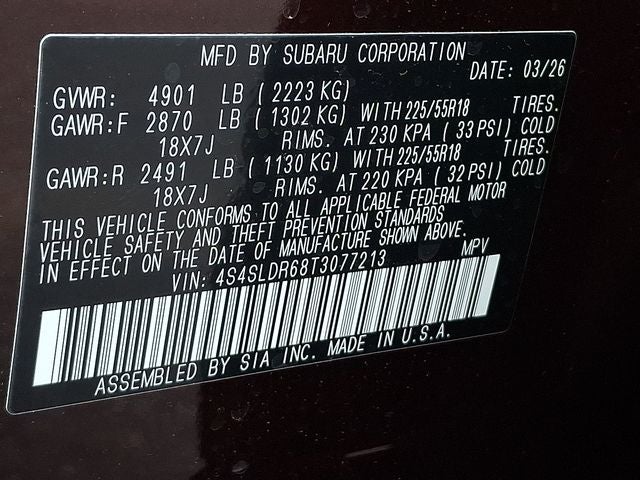 MFD BY SUBARU CORPORATION
DATE: 03/26
GVWR: 4901 LB (2223 KG)
GAWR:F 2870 LB (1302 KG) WITH 225/55R18 TIRES.
18X7J RIMS. AT 230 KPA (33 PSI) COLD
GAWR:R 2491 LB (1130 KG) WITH 225/55R18 TIRES.
18X7J RIMS. AT 220 KPA (32 PSI) COLD
THIS VEHICLE CONFORMS TO ALL APPLICABLE FEDERAL MOTOR
VEHICLE SAFETY AND THEFT PREVENTION STANDARDS
IN EFFECT ON THE DATE OF MANUFACTURE SHOWN ABOVE.
VIN: 4S4SLDR68T3077213 MPV
ASSEMBLED BY SIA INC. MADE IN U.S.A.